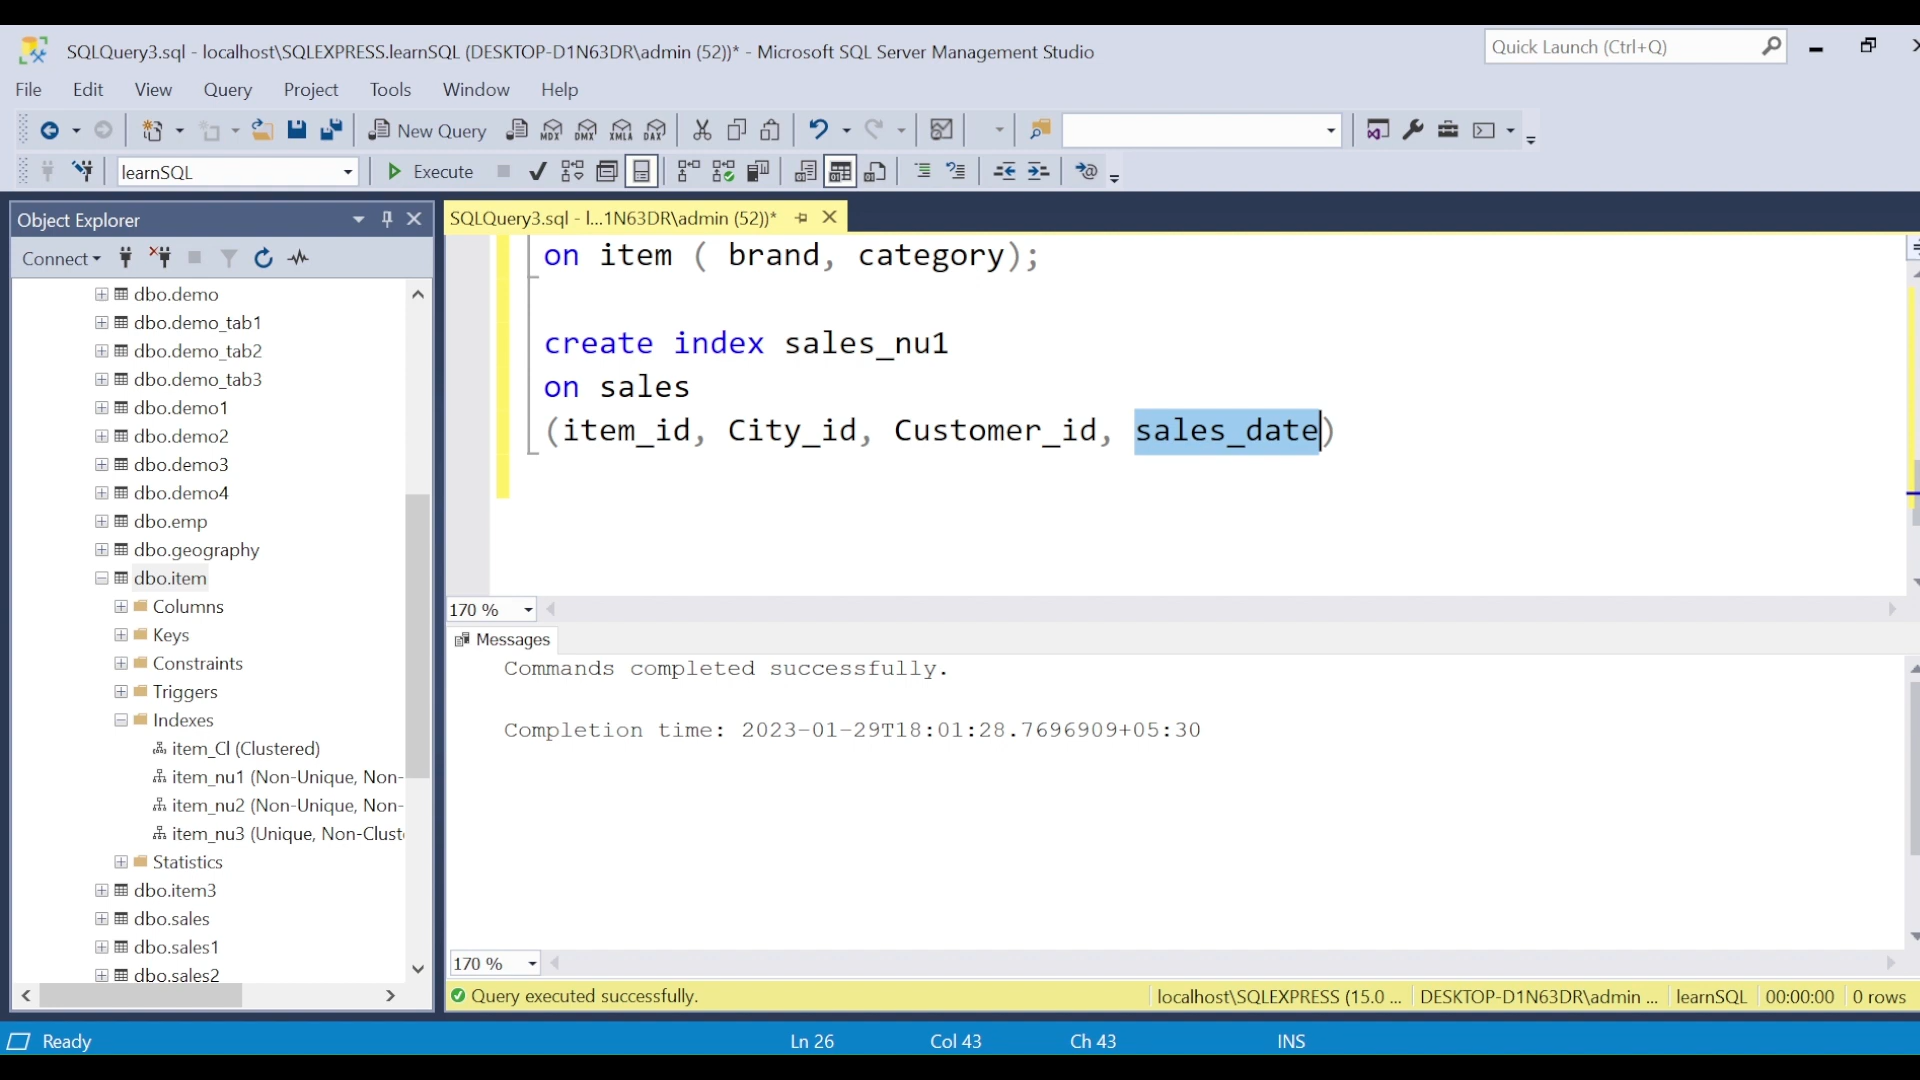 SQLQuery3.sql - localhost\SQLEXPRESS.learnSQL (DESKTOP-D1N63DR\admin (52))* - Microsoft SQL Server Management Studio
Quick Launch (Ctrl+Q)
File Edit View Query Project Tools Window Help
New Query MDX DMX XMLA DAX
learnSQL Execute
Object Explorer
SQLQuery3.sql - l...1N63DR\admin (52))*
Connect
dbo.demo
dbo.demo_tab1
dbo.demo_tab2
dbo.demo_tab3
dbo.demo1
dbo.demo2
dbo.demo3
dbo.demo4
dbo.emp
dbo.geography
dbo.item
Columns
Keys
Constraints
Triggers
Indexes
item_Cl (Clustered)
item_nu1 (Non-Unique, Non-
item_nu2 (Non-Unique, Non-
item_nu3 (Unique, Non-Clust
Statistics
dbo.item3
dbo.sales
dbo.sales1
dbo.sales2
on item ( brand, category);
create index sales_nu1
on sales
(item_id, City_id, Customer_id, sales_date)
170 %
Messages
Commands completed successfully.
Completion time: 2023-01-29T18:01:28.7696909+05:30
170 %
Query executed successfully. localhost\SQLEXPRESS (15.0 ... DESKTOP-D1N63DR\admin ... learnSQL 00:00:00 0 rows
Ready Ln 26 Col 43 Ch 43 INS